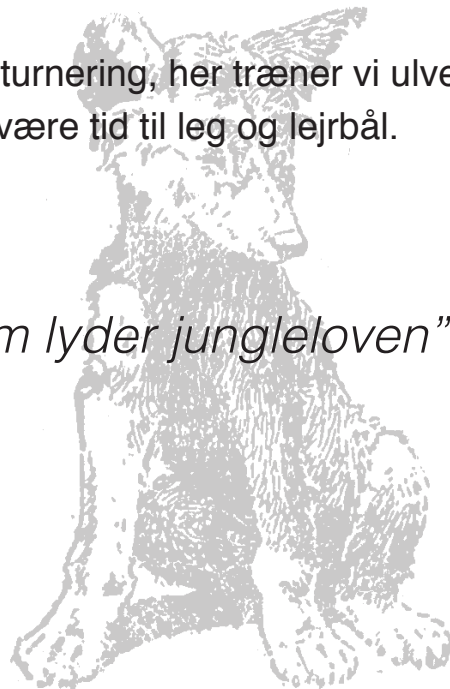 turnering, her træner vi ulve
være tid til leg og lejrbål.
m lyder jungleloven”